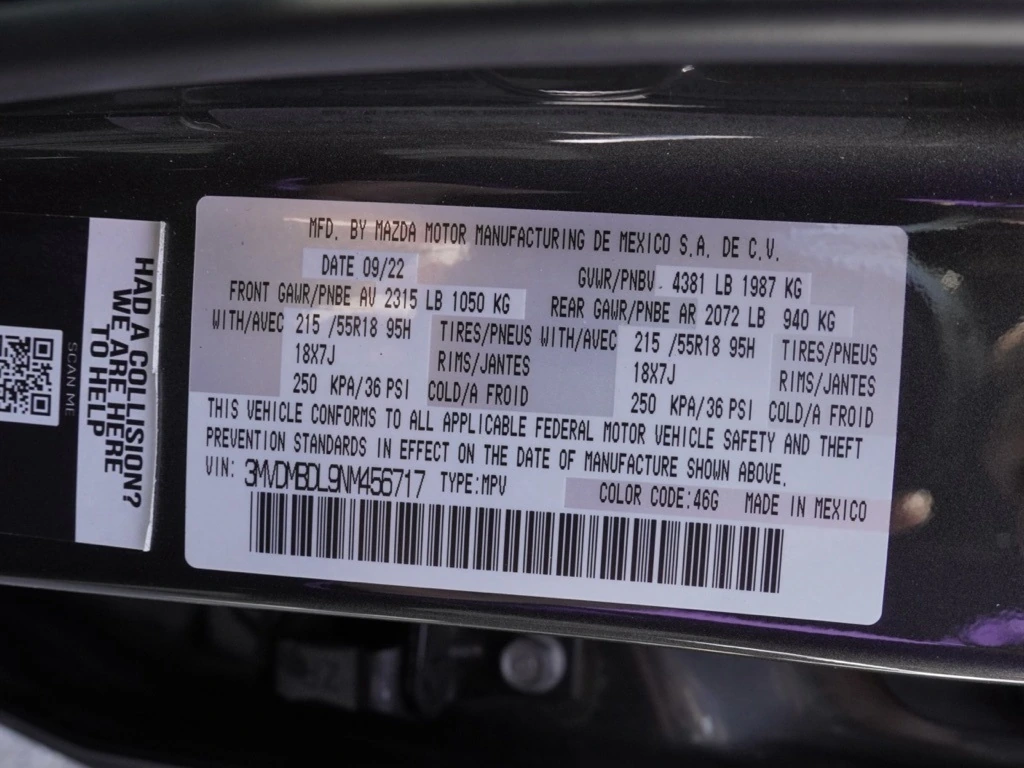 MFD. BY MAZDA MOTOR MANUFACTURING DE MEXICO S.A. DE C.V.
DATE 09/22 GVWR/PNBV 4381 LB 1987 KG
FRONT GAWR/PNBE AV 2315 LB 1050 KG REAR GAWR/PNBE AR 2072 LB 940 KG
WITH/AVEC 215 /55R18 95H TIRES/PNEUS WITH/AVEC 215 /55R18 95H TIRES/PNEUS
18X7J RIMS/JANTES 18X7J RIMS/JANTES
250 KPA/36 PSI COLD/A FROID 250 KPA/36 PSI COLD/A FROID
THIS VEHICLE CONFORMS TO ALL APPLICABLE FEDERAL MOTOR VEHICLE SAFETY AND THEFT
PREVENTION STANDARDS IN EFFECT ON THE DATE OF MANUFACTURE SHOWN ABOVE.
VIN: 3MVDMBDL9NM456717 TYPE:MPV COLOR CODE:46G MADE IN MEXICO
HAD A COLLISION?
WE ARE HERE
TO HELP
SCAN ME